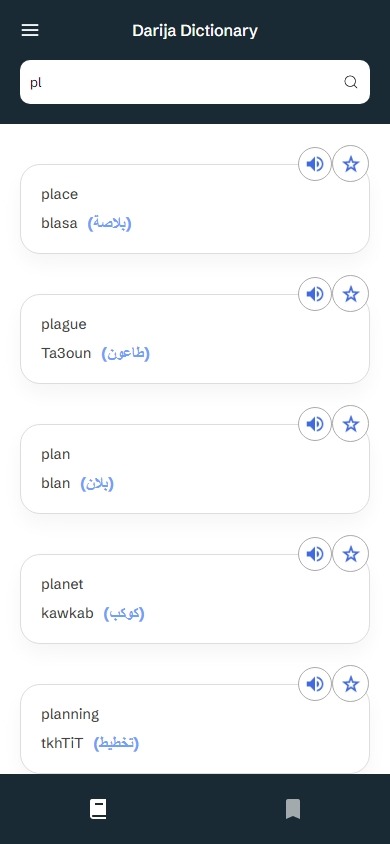 Darija Dictionary
pl
place
blasa (بلاصة)
plague
Ta3oun (طاعون)
plan
blan (بلان)
planet
kawkab (كوكب)
planning
tkhTiT (تخطيط)